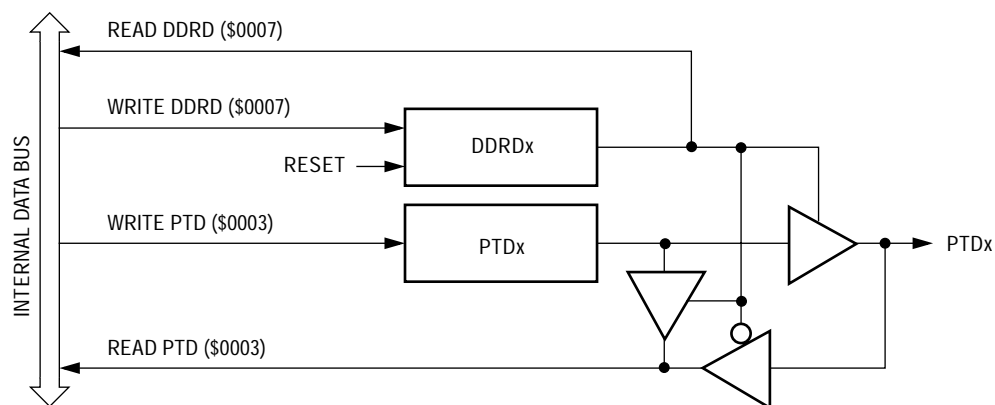 READ DDRD ($0007)
WRITE DDRD ($0007)
DDRDx
RESET
WRITE PTD ($0003)
PTDx
PTDx
READ PTD ($0003)
INTERNAL DATA BUS